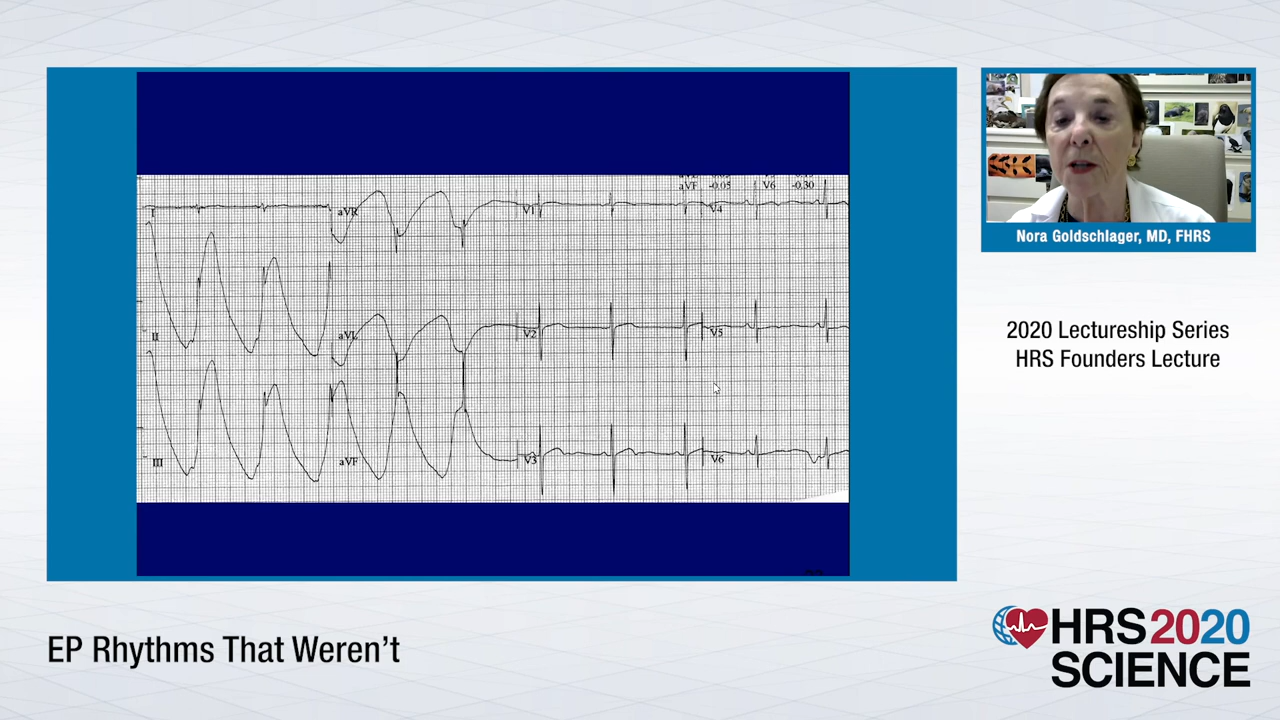 I
aVR
V1
aVF -0.05 V6 -0.30
V4
II
aVL
V2
V5
III
aVF
V3
V6
Nora Goldschlager, MD, FHRS
2020 Lectureship Series
HRS Founders Lecture
EP Rhythms That Weren't
HRS2020
SCIENCE